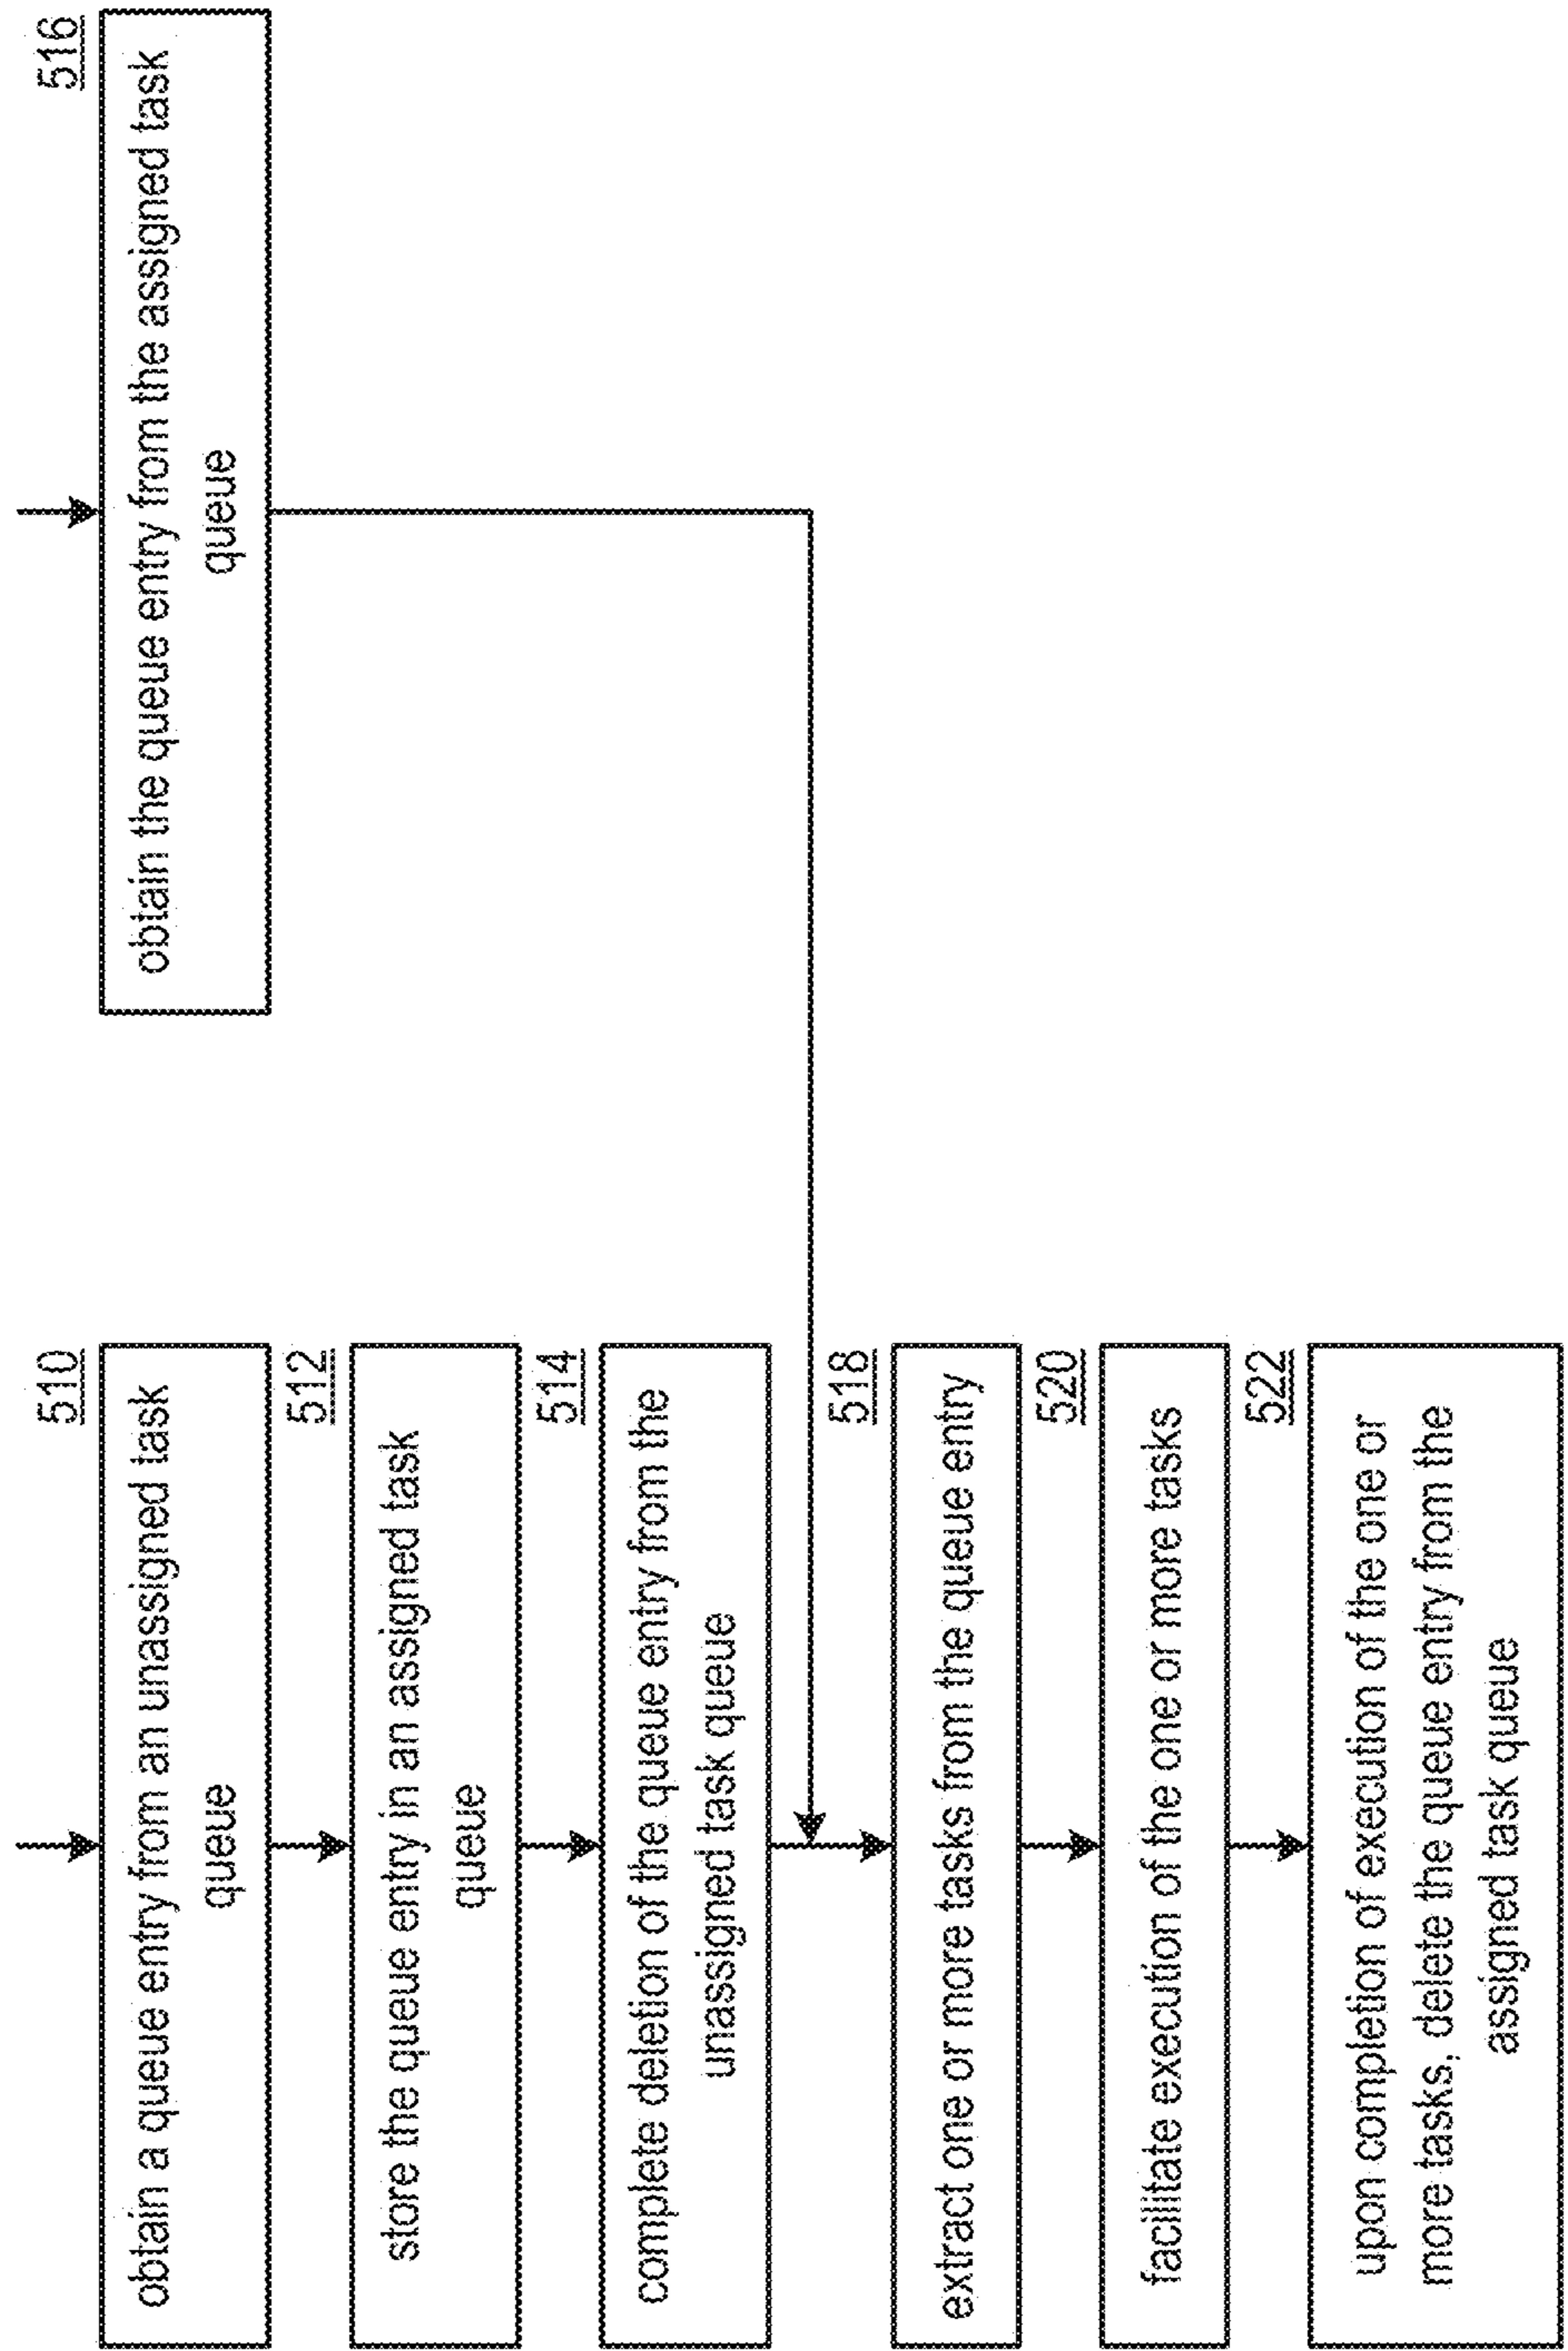 510
obtain a queue entry from an unassigned task
queue
512
store the queue entry in an assigned task
queue
514
complete deletion of the queue entry from the
unassigned task queue
516
obtain the queue entry from the assigned task
queue
518
extract one or more tasks from the queue entry
520
facilitate execution of the one or more tasks
522
upon completion of execution of the one or
more tasks, delete the queue entry from the
assigned task queue